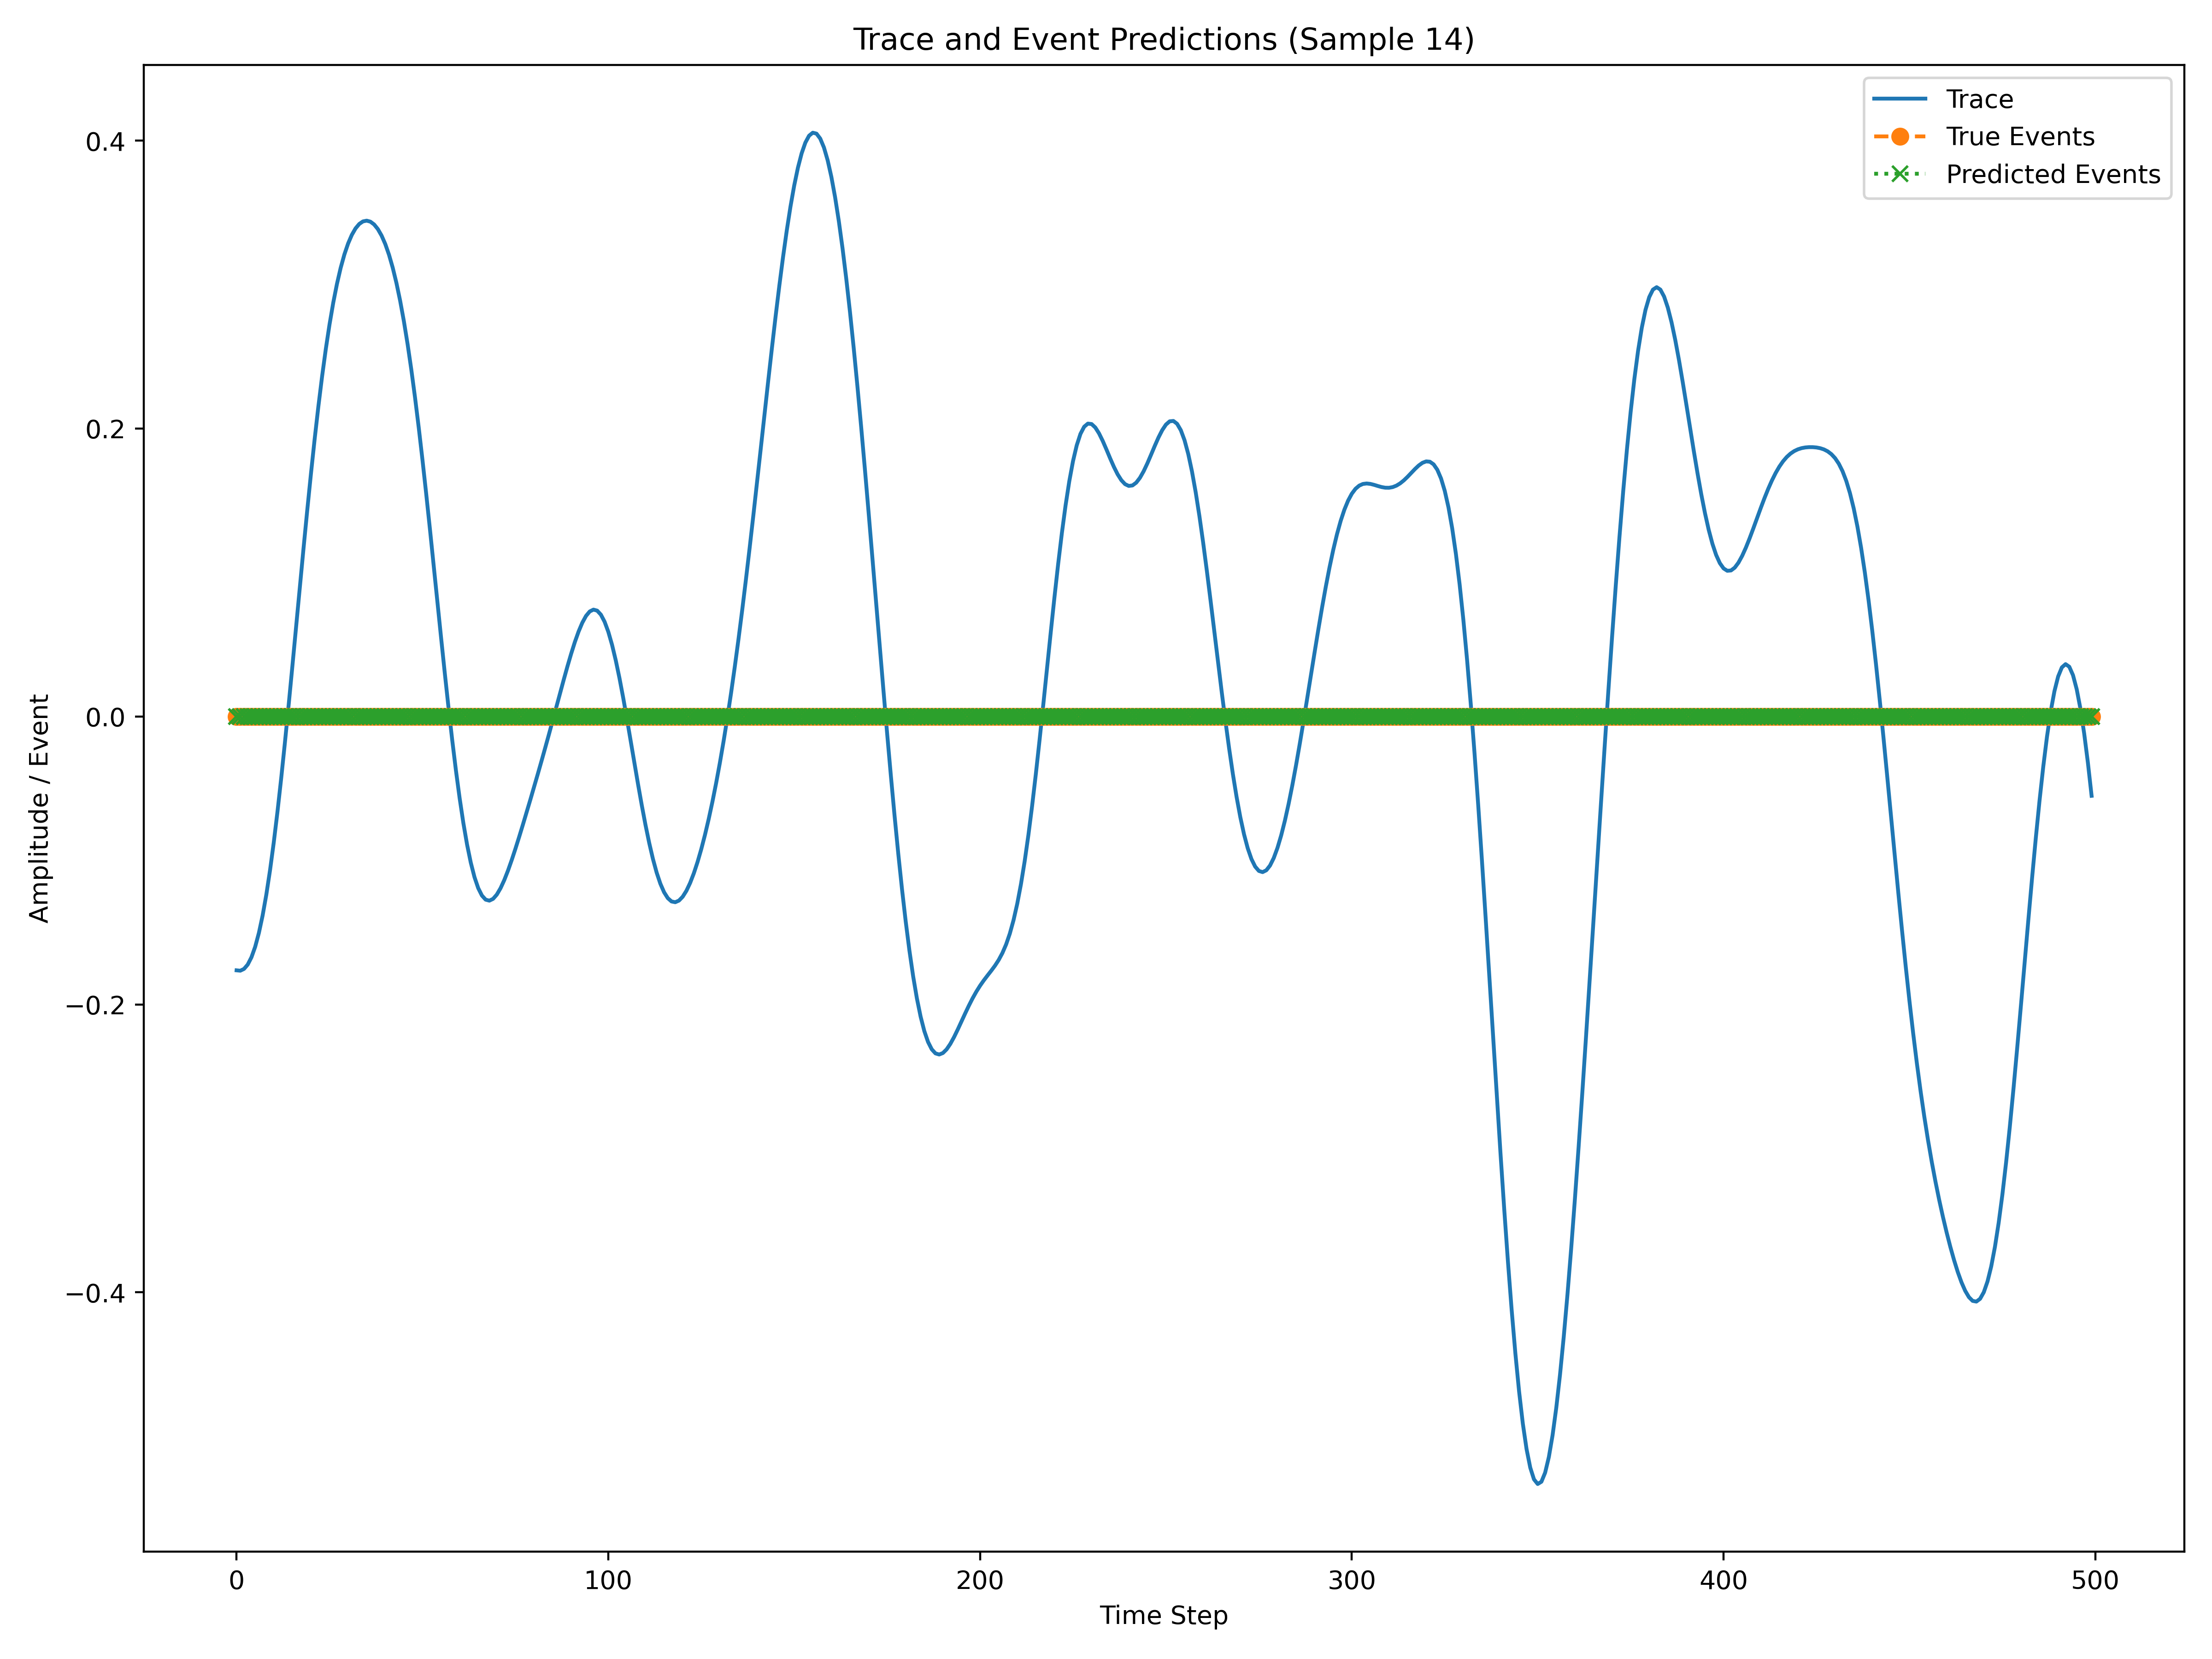 Trace and Event Predictions (Sample 14)
Trace
True Events
Predicted Events
Amplitude / Event
0.4
0.2
0.0
−0.2
−0.4
0 100 200 300 400 500
Time Step